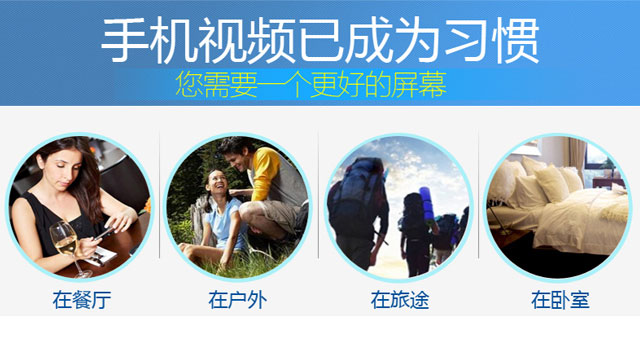 手机视频已成为习惯
您需要一个更好的屏幕
在餐厅
在户外
在旅途
在卧室